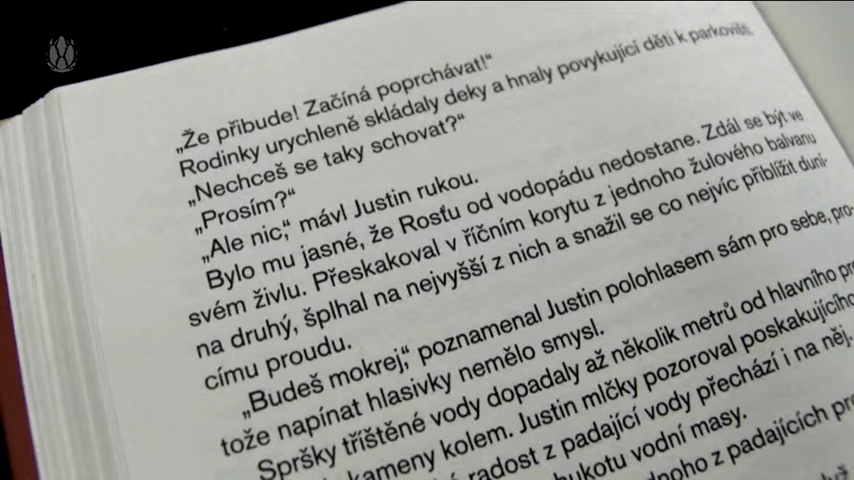 „Že přibude! Začíná poprchávat!“
Rodinky urychleně skládaly deky a hnaly povykující děti k parkovišti.
„Nechceš se taky schovat?“
„Prosím?“
„Ale nic,“ mávl Justin rukou.
Bylo mu jasné, že Rosťu od vodopádu nedostane. Zdál se být ve
svém živlu. Přeskakoval v říčním korytu z jednoho žulového balvanu
na druhý, šplhal na nejvyšší z nich a snažil se co nejvíc přiblížit duní-
címu proudu.
„Budeš mokrej,“ poznamenal Justin polohlasem sám pro sebe, pro-
tože napínat hlasivky nemělo smysl.
Spršky tříštěné vody dopadaly až několik metrů od hlavního
kameny kolem. Justin mlčky pozoroval poskakujícího
radost z padající vody přechází i na něj.
vodní masy.
z padajících